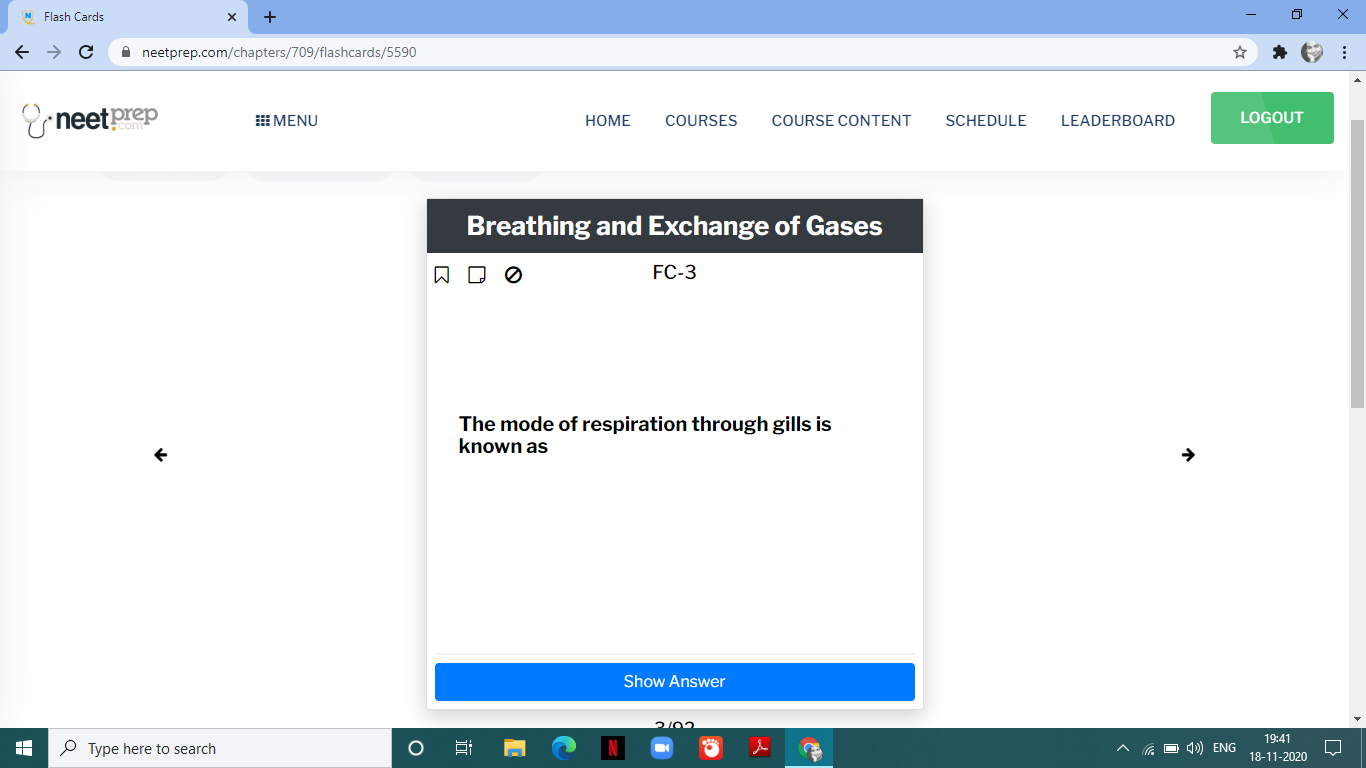 Flash Cards
neetprep.com/chapters/709/flashcards/5590
neetprep
.com
MENU
HOME
COURSES
COURSE CONTENT
SCHEDULE
LEADERBOARD
LOGOUT
Breathing and Exchange of Gases
FC-3
The mode of respiration through gills is
known as
Show Answer
3/92
Type here to search
N
ENG
19:41
18-11-2020